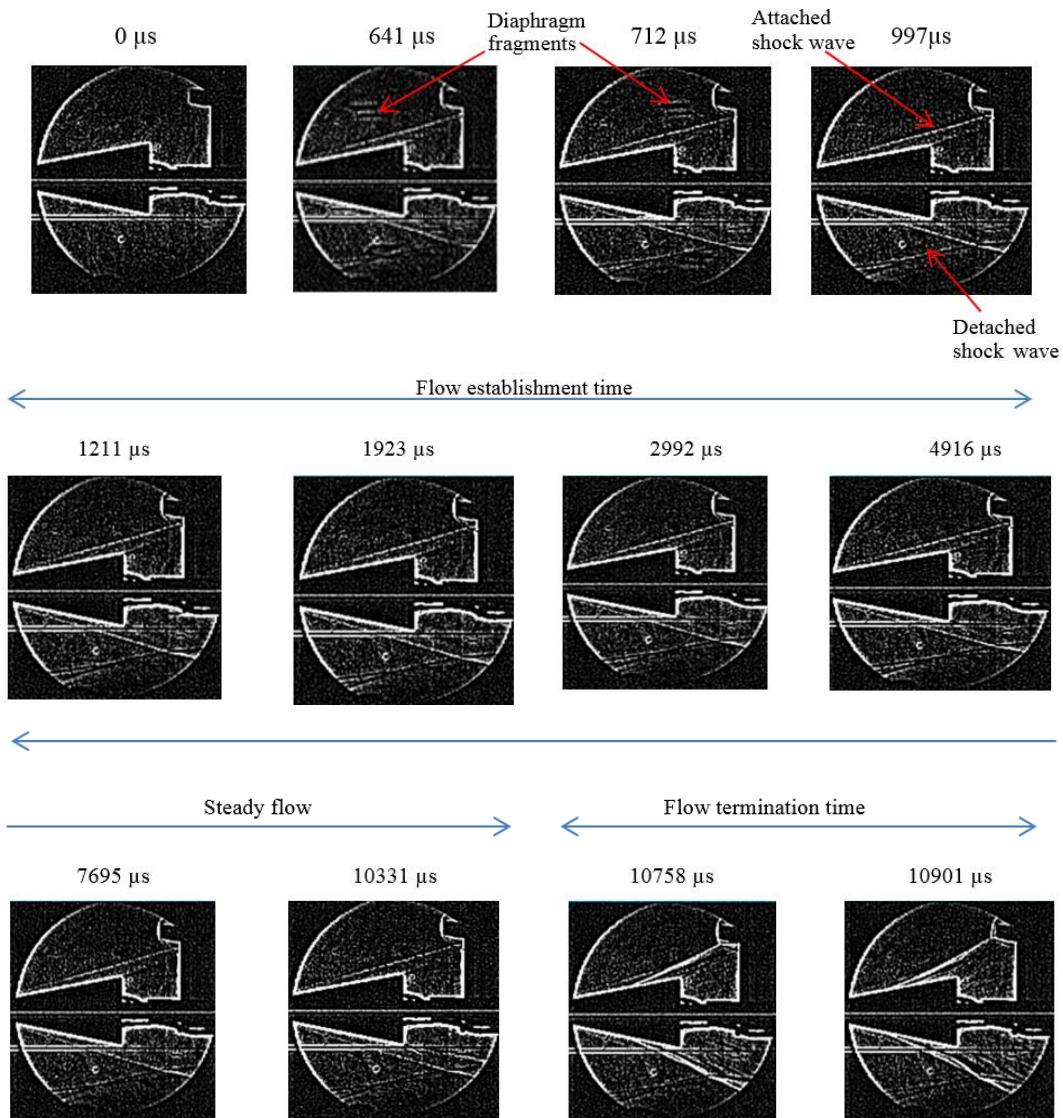 Diaphragm
fragments
Attached
shock wave
0 µs
641 µs
712 µs
997µs
Detached
shock wave
Flow establishment time
1211 µs
1923 µs
2992 µs
4916 µs
Steady flow
Flow termination time
7695 µs
10331 µs
10758 µs
10901 µs